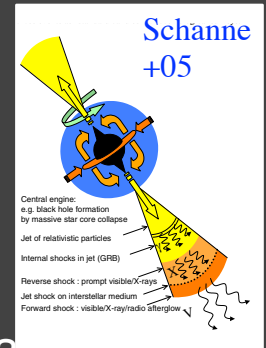 Schanne
+05
Central engine:
e.g. black hole formation
by massive star core collapse
Jet of relativistic particles
Internal shocks in jet (GRB)
Reverse shock : prompt visible/X-rays
Jet shock on interstellar medium
Forward shock : visible/X-ray/radio afterglow
γ
X
V